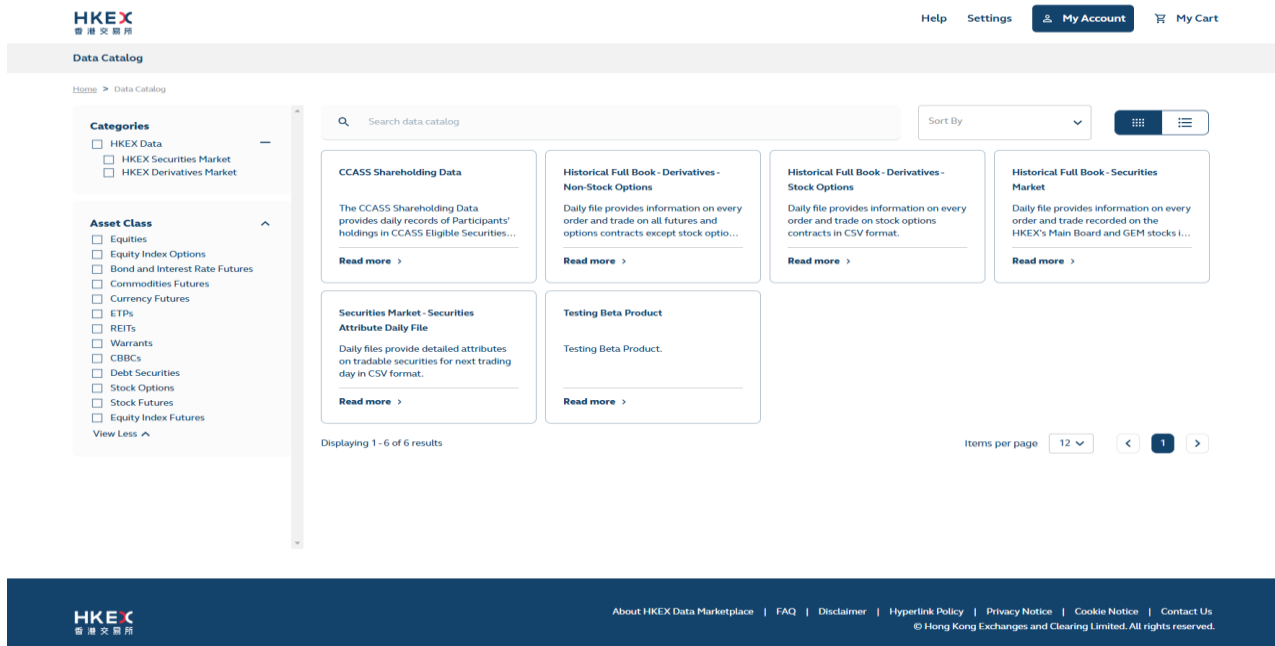 HKEX
香港交易所
Help Settings My Account My Cart
Data Catalog
Home > Data Catalog
Categories
HKEX Data
HKEX Securities Market
HKEX Derivatives Market
Asset Class
Equities
Equity Index Options
Bond and Interest Rate Futures
Commodities Futures
Currency Futures
ETPs
REITs
Warrants
CBBCs
Debt Securities
Stock Options
Stock Futures
Equity Index Futures
View Less
Search data catalog
Sort By
CCASS Shareholding Data
The CCASS Shareholding Data
provides daily records of Participants'
holdings in CCASS Eligible Securities...
Read more >
Historical Full Book - Derivatives -
Non-Stock Options
Daily file provides information on every
order and trade on all futures and
options contracts except stock optio...
Read more >
Historical Full Book - Derivatives -
Stock Options
Daily file provides information on every
order and trade on stock options
contracts in CSV format.
Read more >
Historical Full Book - Securities
Market
Daily file provides information on every
order and trade recorded on the
HKEX's Main Board and GEM stocks i...
Read more >
Securities Market - Securities
Attribute Daily File
Daily files provide detailed attributes
on tradable securities for next trading
day in CSV format.
Read more >
Testing Beta Product
Testing Beta Product.
Read more >
Displaying 1 - 6 of 6 results
Items per page 12 < 1 >
HKEX
香港交易所
About HKEX Data Marketplace | FAQ | Disclaimer | Hyperlink Policy | Privacy Notice | Cookie Notice | Contact Us
© Hong Kong Exchanges and Clearing Limited. All rights reserved.